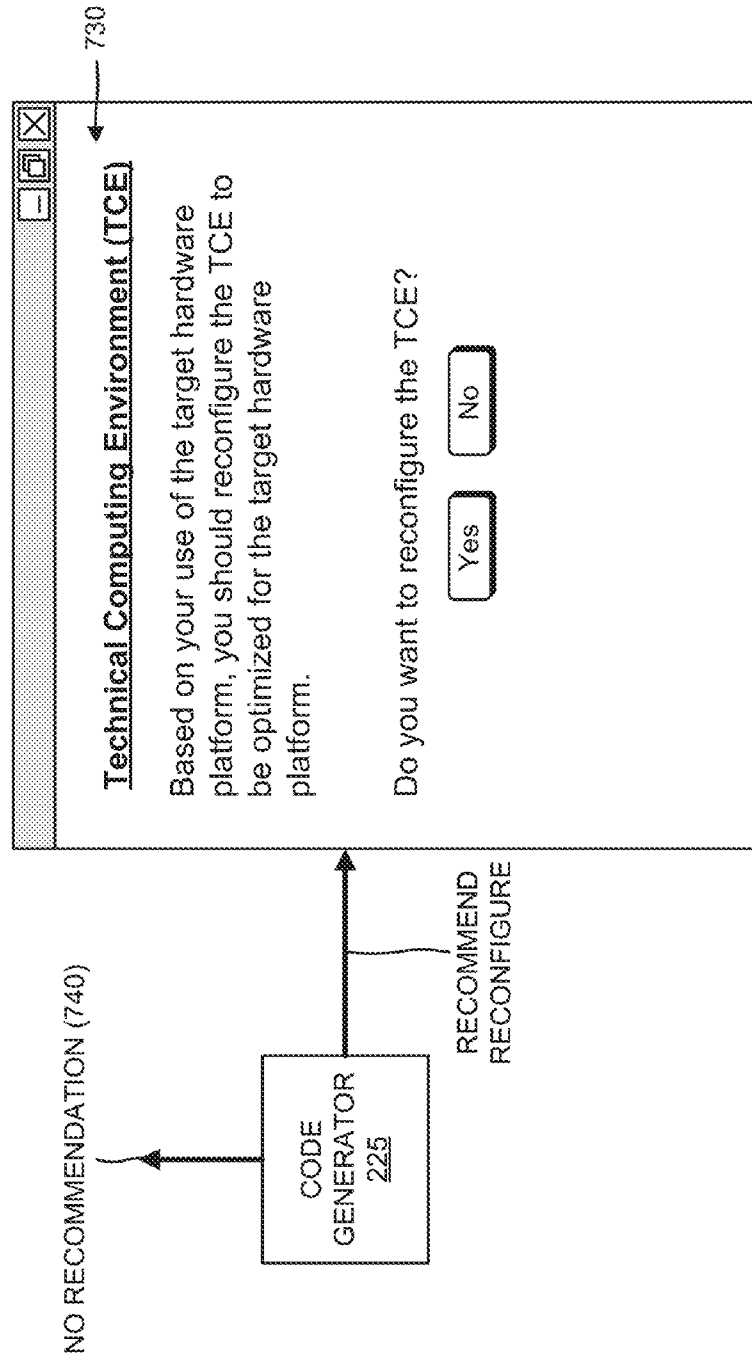 NO RECOMMENDATION (740)
CODE
GENERATOR
225
RECOMMEND
RECONFIGURE
730
Technical Computing Environment (TCE)
Based on your use of the target hardware
platform, you should reconfigure the TCE to
be optimized for the target hardware
platform.
Do you want to reconfigure the TCE?
Yes No